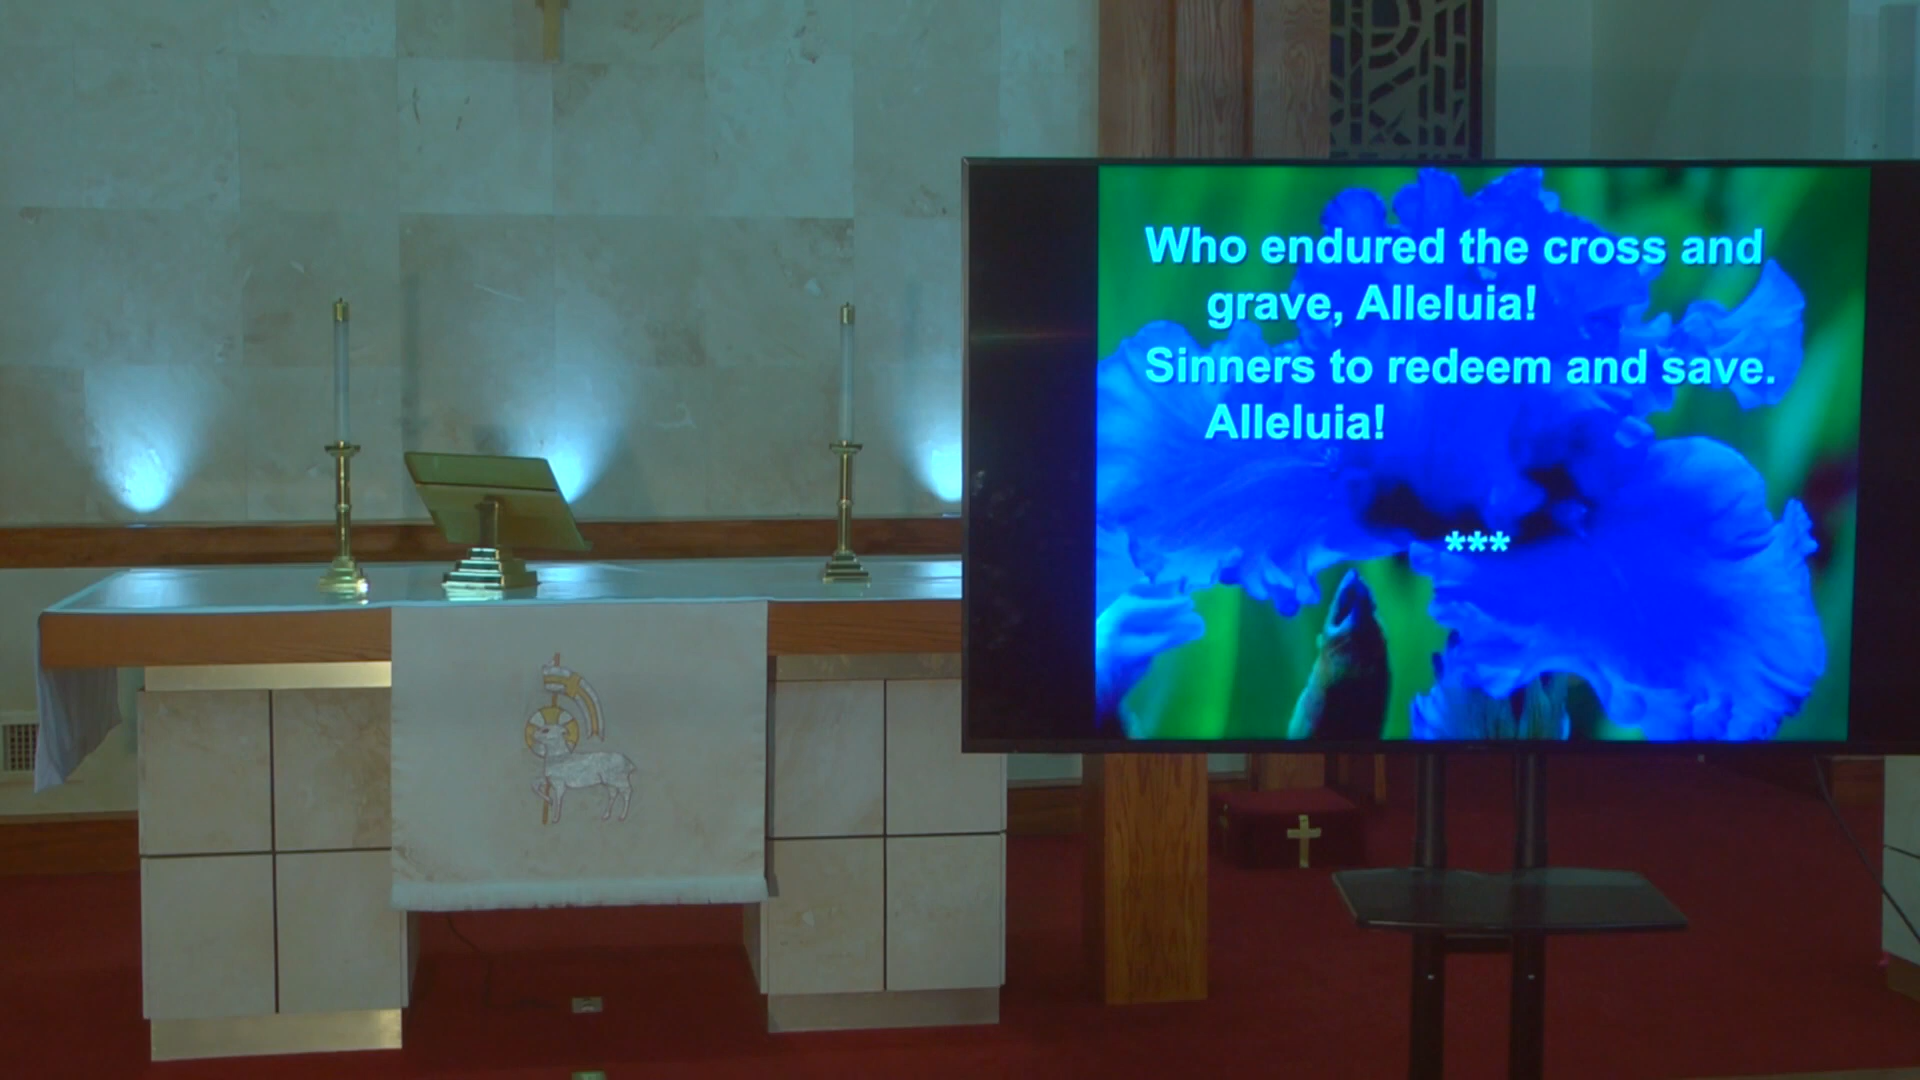 Who endured the cross and
grave, Alleluia!
Sinners to redeem and save.
Alleluia!
***